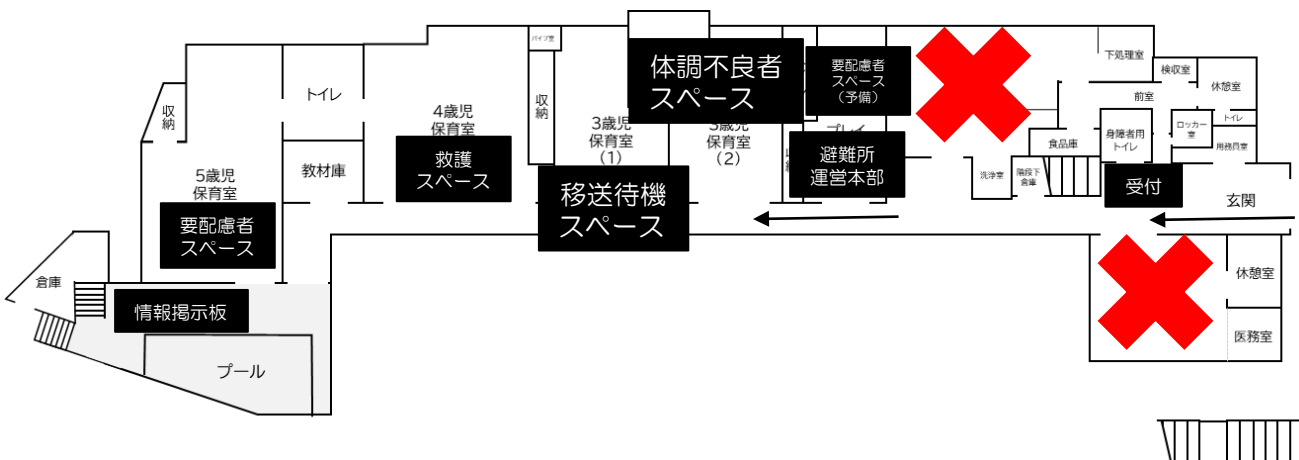 パイプ室
体調不良者
スペース
要配慮者
スペース
(予備)
下処理室
検収室
休憩室
トイレ
収納
収納
4歳児
保育室
3歳児
保育室
(1)
3歳児
保育室
(2)
プレイ
前室
トイレ
ロッカー
室
身障者用
トイレ
用務員室
食品庫
救護
スペース
避難所
運営本部
教材庫
5歳児
保育室
洗浄室
階段下
倉庫
受付
移送待機
スペース
玄関
要配慮者
スペース
倉庫
休憩室
情報掲示板
医務室
プール